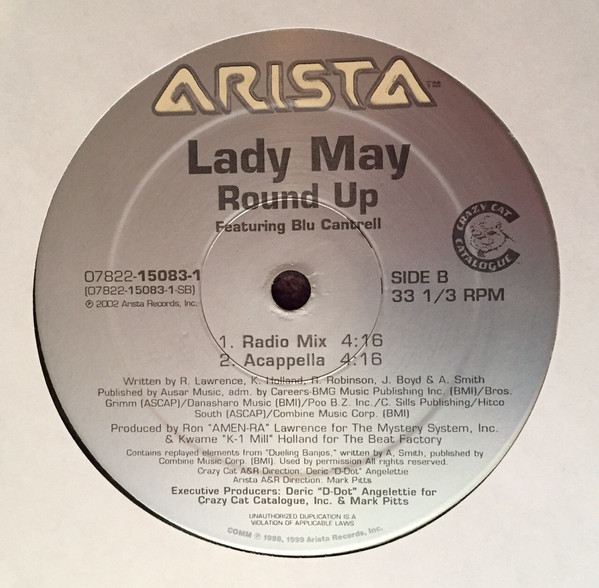 ARISTA™
Lady May
Round Up
Featuring Blu Cantrell
CRAZY CAT
CATALOGUE
07822-15083-1
[07822-15083-1-SB]
℗ 2002 Arista Records, Inc.
SIDE B
33 1/3 RPM
1. Radio Mix 4:16
2. Acappella 4:16
Written by R. Lawrence, K. Holland, R. Robinson, J. Boyd & A. Smith
Published by Ausar Music, adm. by Careers-BMG Music Publishing Inc. (BMI)/Bros.
Grimm (ASCAP)/Danasharo Music (BMI)/Poo B.Z. Inc./C. Sills Publishing/Hitco
South (ASCAP)/Combine Music Corp. (BMI)
Produced by Ron "AMEN-RA" Lawrence for The Mystery System, Inc.
& Kwame "K-1 Mill" Holland for The Beat Factory
Contains replayed elements from "Dueling Banjos," written by A. Smith, published by
Combine Music Corp. (BMI). Used by permission All rights reserved.
Crazy Cat A&R Direction: Deric "D-Dot" Angelettie
Arista A&R Direction: Mark Pitts
Executive Producers: Deric "D-Dot" Angelettie for
Crazy Cat Catalogue, Inc. & Mark Pitts
UNAUTHORIZED DUPLICATION IS A
VIOLATION OF APPLICABLE LAWS
COMM ℗ 1998, 1999 Arista Records, Inc.